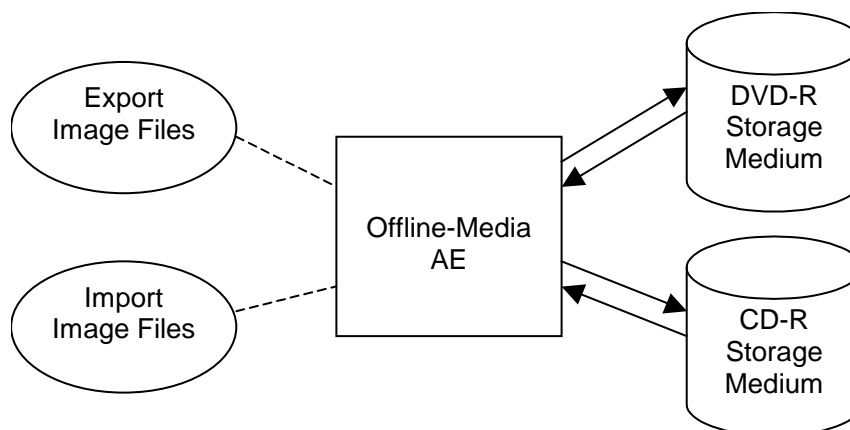 Export
Image Files
Import
Image Files
Offline-Media
AE
DVD-R
Storage
Medium
CD-R
Storage
Medium